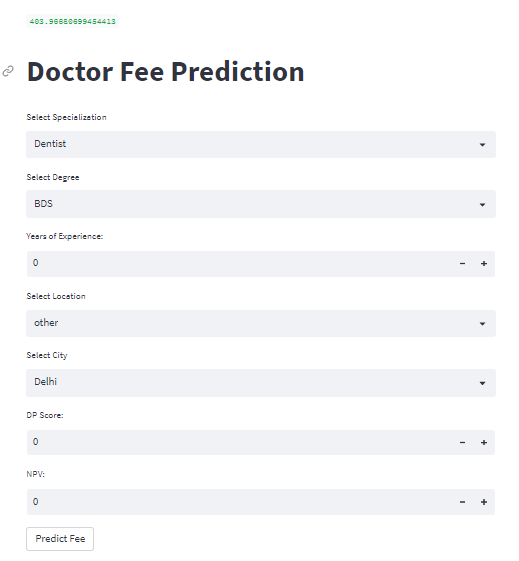 403.96680699454413
Doctor Fee Prediction
Select Specialization
Dentist
Select Degree
BDS
Years of Experience:
0
Select Location
other
Select City
Delhi
DP Score:
0
NPV:
0
Predict Fee